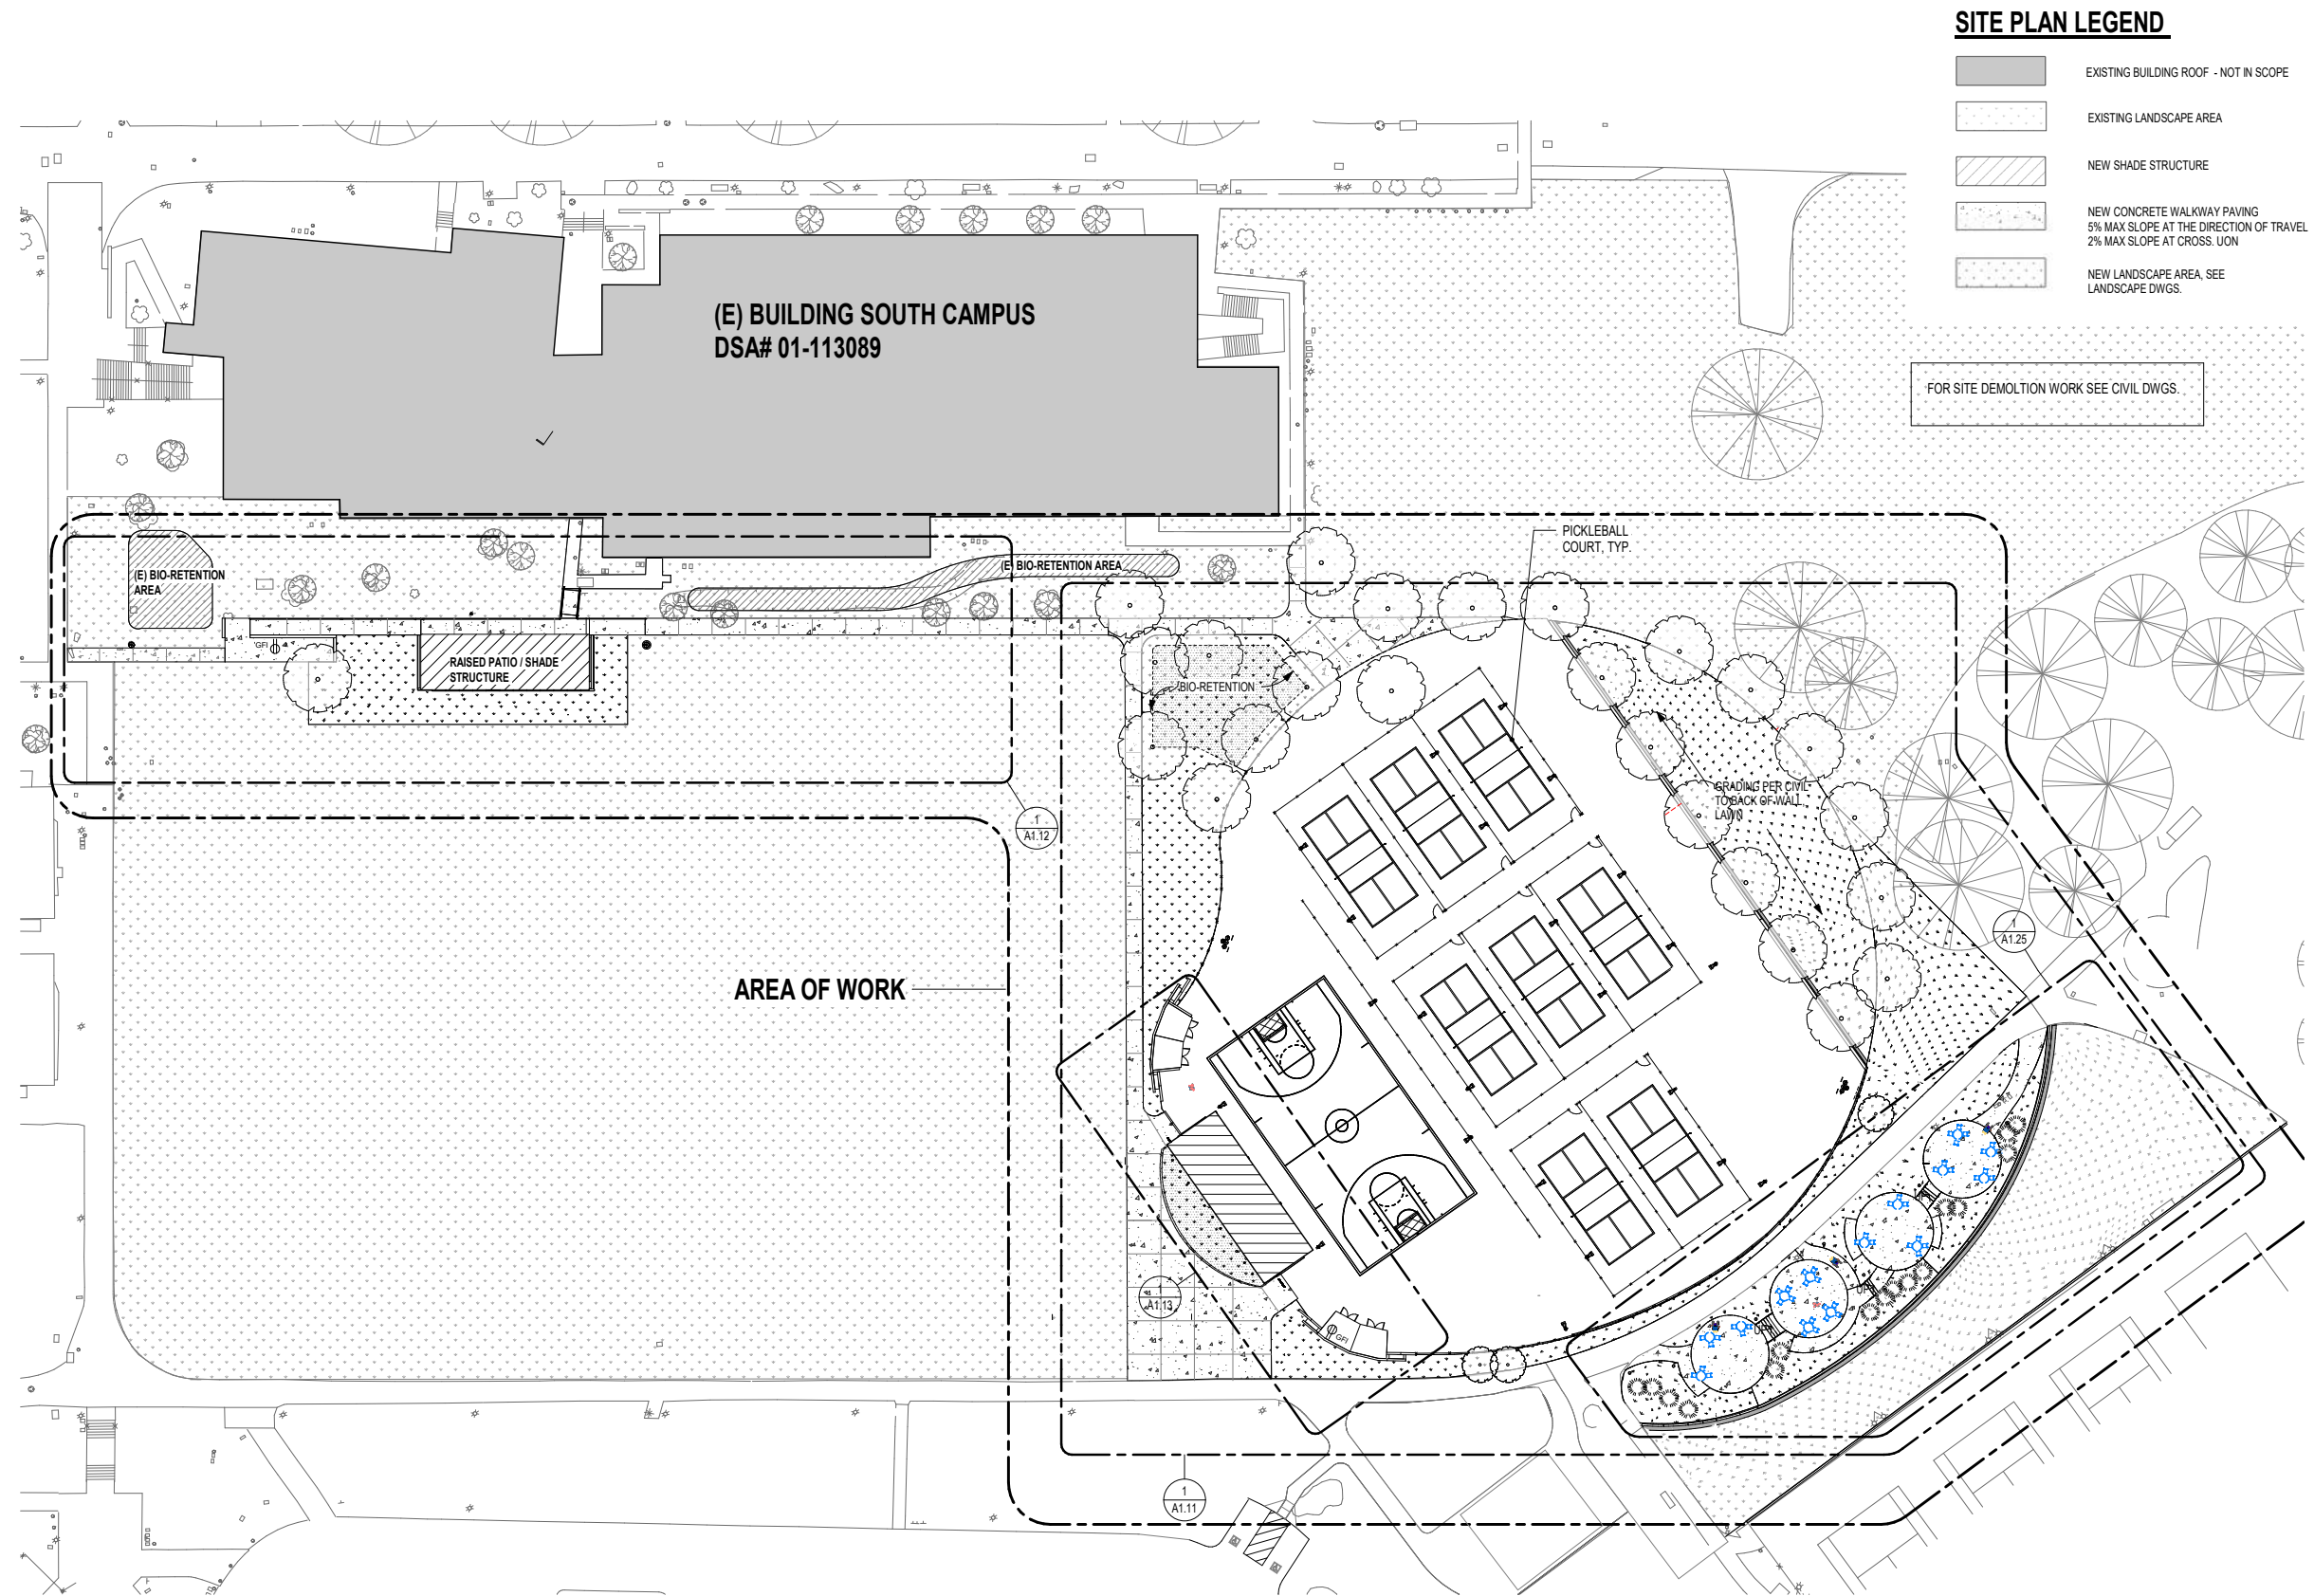 SITE PLAN LEGEND
EXISTING BUILDING ROOF - NOT IN SCOPE
EXISTING LANDSCAPE AREA
NEW SHADE STRUCTURE
NEW CONCRETE WALKWAY PAVING
5% MAX SLOPE AT THE DIRECTION OF TRAVEL
2% MAX SLOPE AT CROSS. UON
NEW LANDSCAPE AREA, SEE
LANDSCAPE DWGS.
(E) BUILDING SOUTH CAMPUS
DSA# 01-113089
FOR SITE DEMOLTION WORK SEE CIVIL DWGS.
PICKLEBALL
COURT, TYP.
(E) BIO-RETENTION
AREA
(E) BIO-RETENTION AREA
GFI
RAISED PATIO / SHADE
STRUCTURE
BIO-RETENTION
GRADING PER CIVIL
TO BACK OF WALL,
LAWN
1
A1.12
1
A1.25
AREA OF WORK
1
A1.13
GFI
UP
UP
1
A1.11